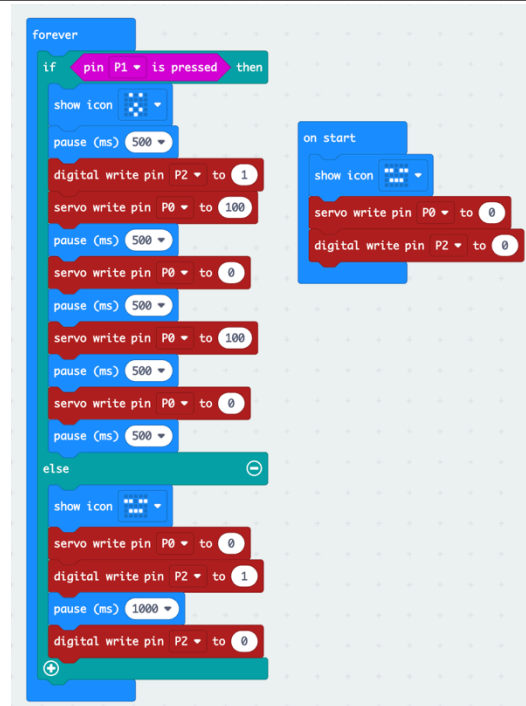 forever
if pin P1 is pressed then
show icon
pause (ms) 500
digital write pin P2 to 1
servo write pin P0 to 100
pause (ms) 500
servo write pin P0 to 0
pause (ms) 500
servo write pin P0 to 100
pause (ms) 500
servo write pin P0 to 0
pause (ms) 500
else
show icon
servo write pin P0 to 0
digital write pin P2 to 1
pause (ms) 1000
digital write pin P2 to 0
on start
show icon
servo write pin P0 to 0
digital write pin P2 to 0